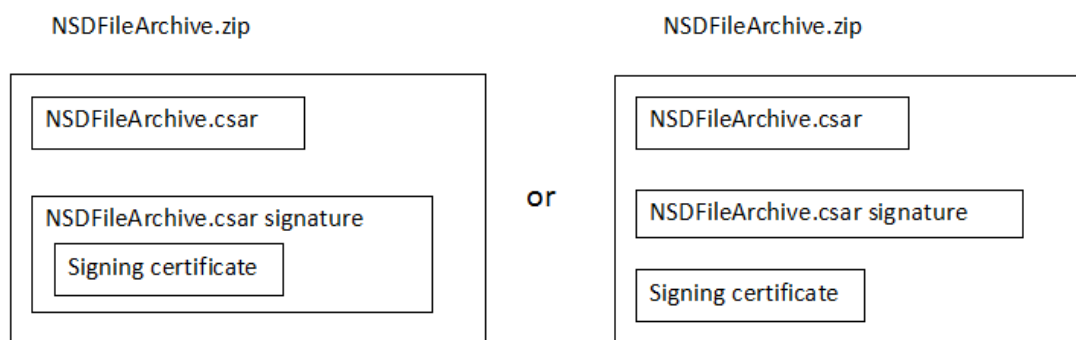 NSDFileArchive.zip
NSDFileArchive.csar
NSDFileArchive.csar signature
Signing certificate
or
NSDFileArchive.zip
NSDFileArchive.csar
NSDFileArchive.csar signature
Signing certificate